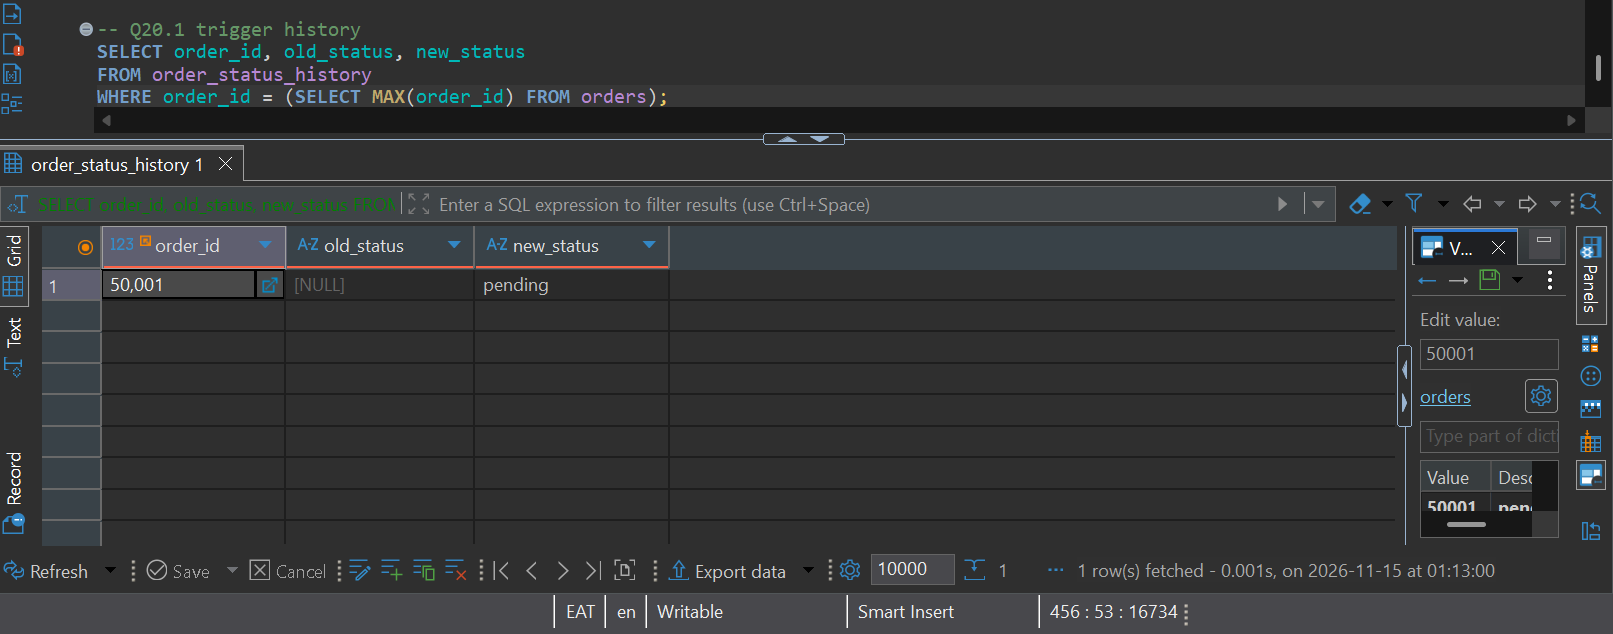 -- Q20.1 trigger history
SELECT order_id, old_status, new_status
FROM order_status_history
WHERE order_id = (SELECT MAX(order_id) FROM orders);
order_status_history 1
SELECT order_id, old_status, new_status FROM
Enter a SQL expression to filter results (use Ctrl+Space)
Grid
Text
Record
123 order_id
A-Z old_status
A-Z new_status
1
50,001
[NULL]
pending
V...
Panels
Edit value:
50001
orders
Type part of dicti
Value
Desc
50001
pen
Refresh
Save
Cancel
Export data
10000
1
1 row(s) fetched - 0.001s, on 2026-11-15 at 01:13:00
EAT
en
Writable
Smart Insert
456 : 53 : 16734